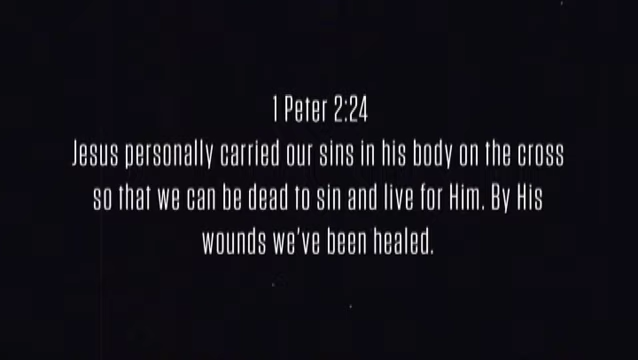 1 Peter 2:24
Jesus personally carried our sins in his body on the cross
so that we can be dead to sin and live for Him. By His
wounds we've been healed.